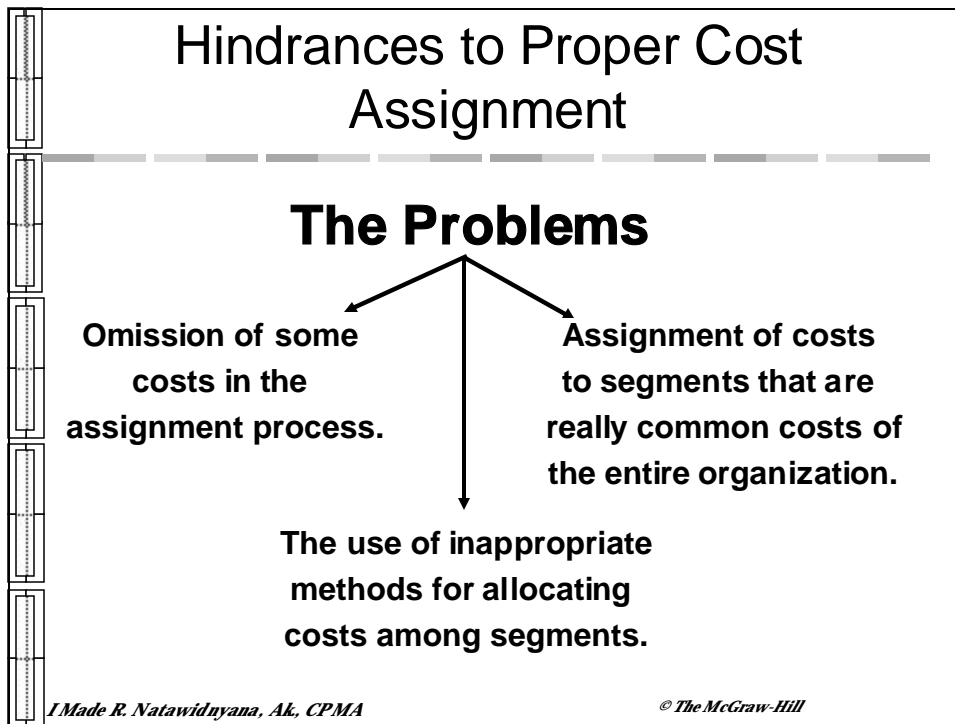 Hindrances to Proper Cost
Assignment
The Problems
Omission of some
costs in the
assignment process.
Assignment of costs
to segments that are
really common costs of
the entire organization.
The use of inappropriate
methods for allocating
costs among segments.
I Made R. Natawidnyana, Ak, CPMA
© The McGraw-Hill